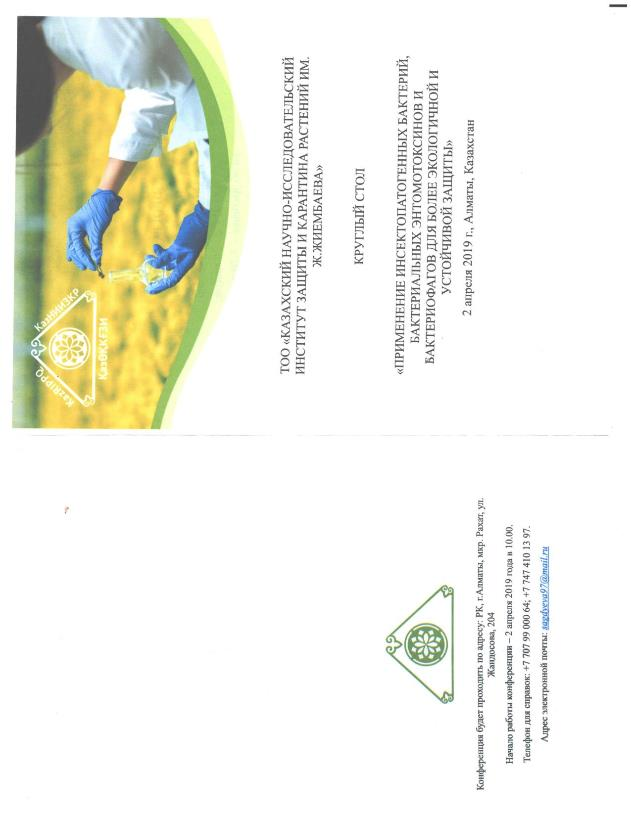 KazRIPPQ
КазНИИЗКР
ҚазӨҚКҒЗИ
ТОО «КАЗАХСКИЙ НАУЧНО-ИССЛЕДОВАТЕЛЬСКИЙ
ИНСТИТУТ ЗАЩИТЫ И КАРАНТИНА РАСТЕНИЙ ИМ.
Ж.ЖИЕМБАЕВА»
КРУГЛЫЙ СТОЛ
«ПРИМЕНЕНИЕ ИНСЕКТОПАТОГЕННЫХ БАКТЕРИЙ,
БАКТЕРИАЛЬНЫХ ЭНТОМОТОКСИНОВ И
БАКТЕРИОФАГОВ ДЛЯ БОЛЕЕ ЭКОЛОГИЧНОЙ И
УСТОЙЧИВОЙ ЗАЩИТЫ»
2 апреля 2019 г., Алматы, Казахстан
Конференция будет проходить по адресу: РК, г.Алматы, мкр. Рахат, ул.
Жандосова, 204
Начало работы конференции – 2 апреля 2019 года в 10.00.
Телефон для справок: +7 707 99 000 64; +7 747 410 13 97.
Адрес электронной почты: sagdyeva97@mail.ru